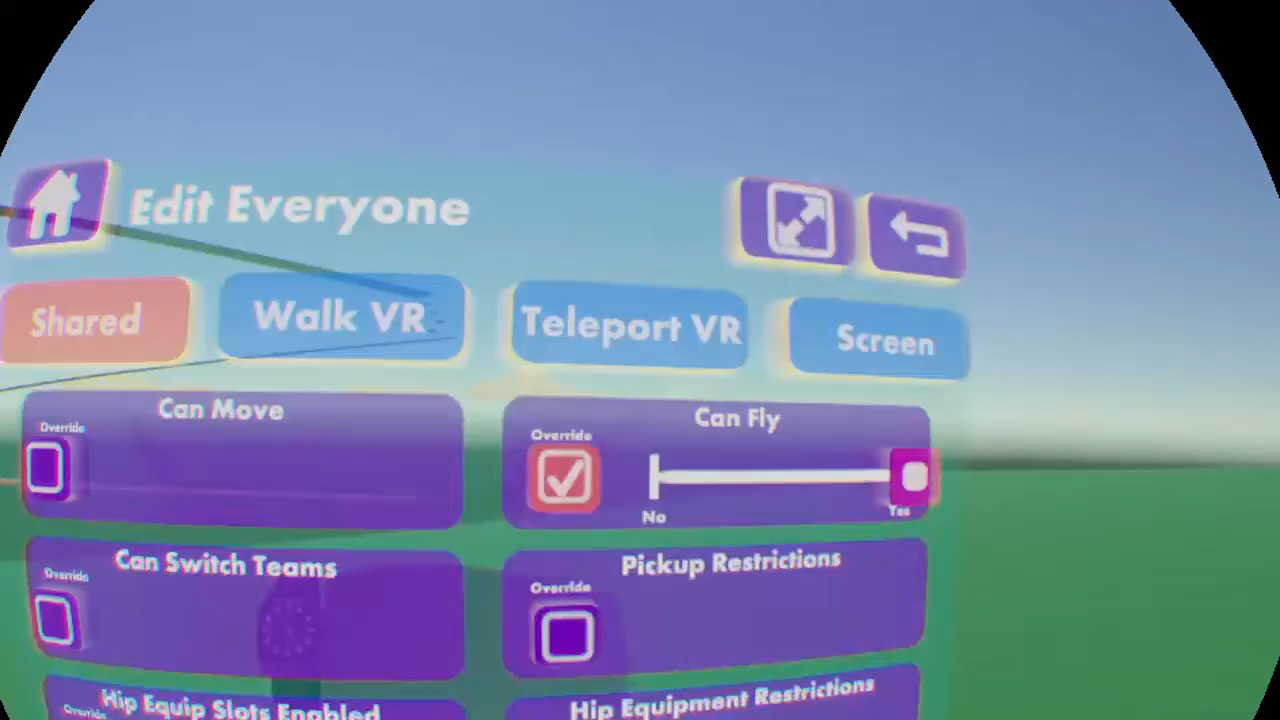 Edit Everyone
Shared
Walk VR
Teleport VR
Screen
Can Move
Override
Can Fly
Override
No
Yes
Can Switch Teams
Override
Pickup Restrictions
Override
Hip Equip Slots Enabled
Override
Hip Equipment Restrictions